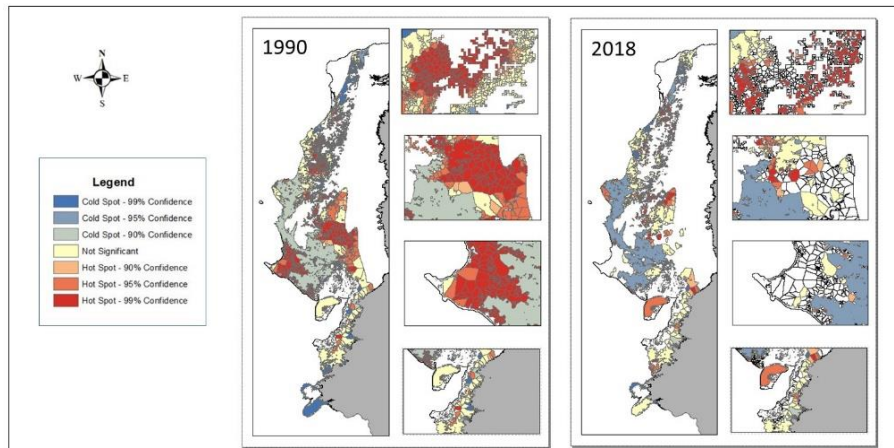 1990
2018
N
W E
S
Legend
Cold Spot - 99% Confidence
Cold Spot - 95% Confidence
Cold Spot - 90% Confidence
Not Significant
Hot Spot - 90% Confidence
Hot Spot - 95% Confidence
Hot Spot - 99% Confidence